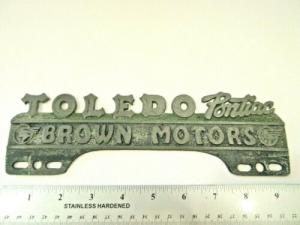 TOLEDO Pontiac
BROWN MOTORS
1 2 3 4 5 6 7 8 9
STAINLESS HARDENED